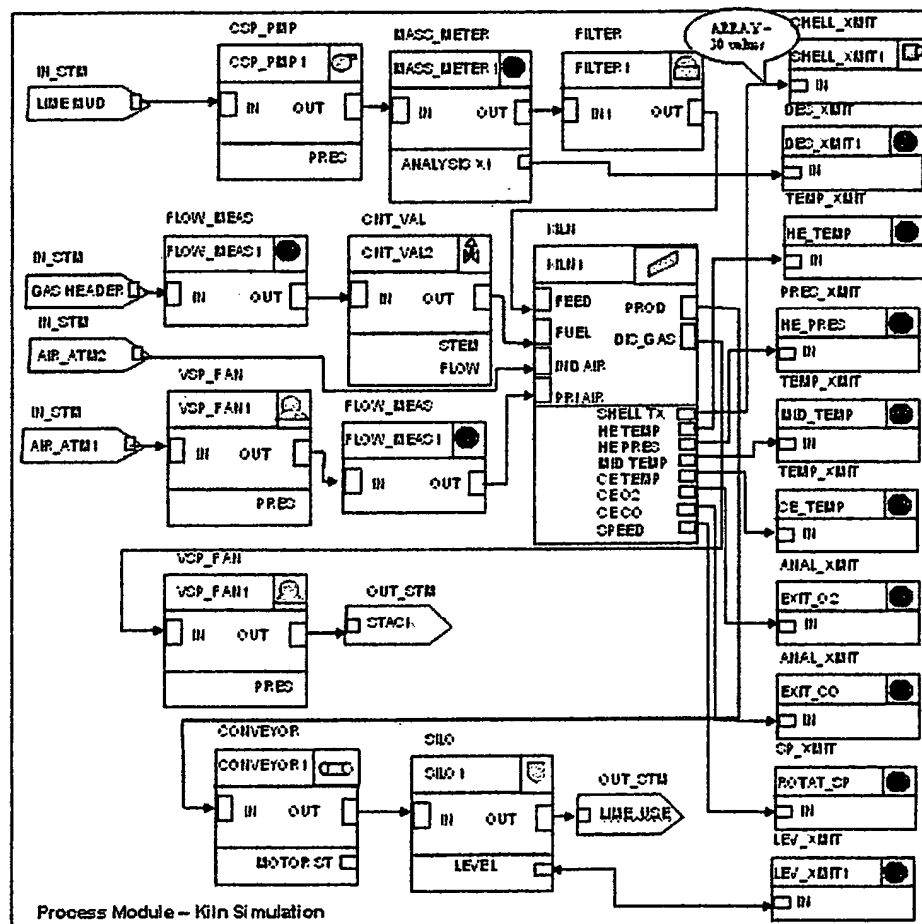 CSP_PMP
CSP_PMP1
IN
OUT
PRES
MASS_METER
MASS_METER1
IN
OUT
ANALYSIS X1
FILTER
FILTER1
IN1
OUT
ARRAY -
30 values
SHELL_XMIT
SHELL_XMIT1
IN
DES_XMIT
DES_XMIT1
IN
IN_STM
LIME MUD
FLOW_MEAS
FLOW_MEAS1
IN
OUT
CNT_VAL
CNT_VAL2
IN
OUT
STEM
FLOW
IN_STM
GAS HEADER
IN_STM
AIR_ATM2
KILN
KILN1
FEED
FUEL
IND AIR
PRI AIR
PROD
DIS_GAS
SHELL TX
HE TEMP
HE PRES
MID TEMP
CE TEMP
CE O2
CE CO
SPEED
TEMP_XMIT
HE_TEMP
IN
PRES_XMIT
HE_PRES
IN
TEMP_XMIT
MID_TEMP
IN
TEMP_XMIT
CE_TEMP
IN
VSP_FAN
VSP_FAN1
IN
OUT
PRES
IN_STM
AIR_ATM1
FLOW_MEAS
FLOW_MEAS1
IN
OUT
VSP_FAN
VSP_FAN1
IN
OUT
PRES
OUT_STM
STACK
ANAL_XMIT
EXIT_O2
IN
ANAL_XMIT
EXIT_CO
IN
CONVEYOR
CONVEYOR1
IN
OUT
MOTOR ST
SILO
SILO1
IN
OUT
LEVEL
OUT_STM
LIME USE
SP_XMIT
ROTAT_SP
IN
LEV_XMIT
LEV_XMIT1
IN
Process Module – Kiln Simulation